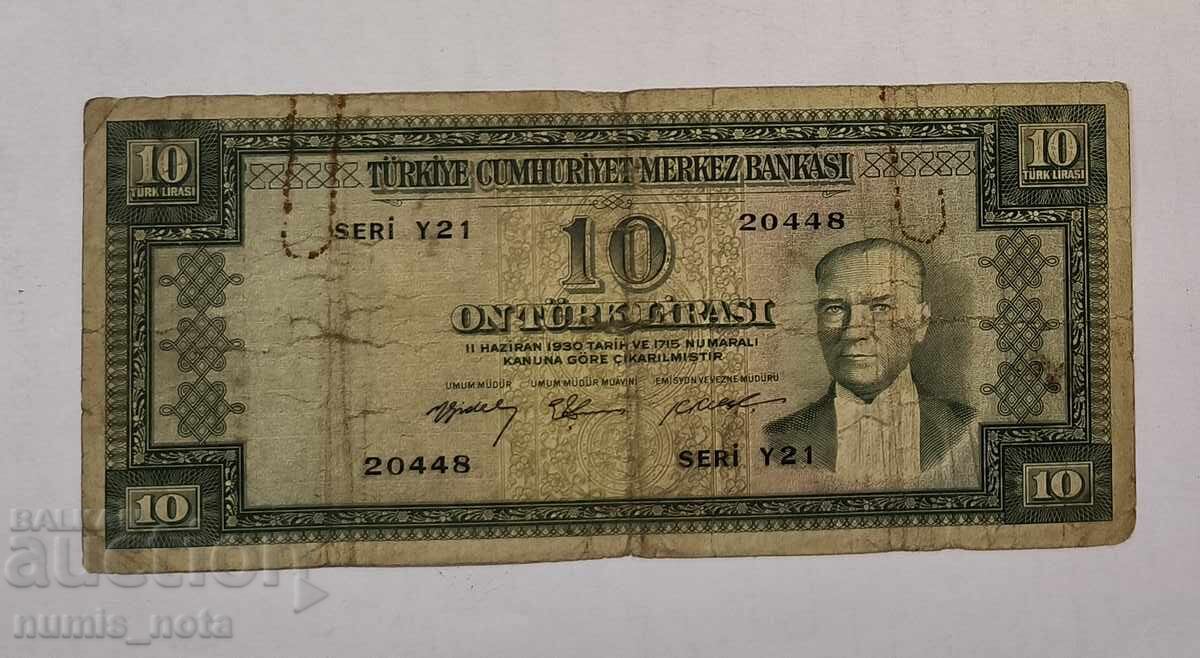 10 10
TÜRK LİRASI TÜRK LİRASI
TÜRKİYE CUMHURİYET MERKEZ BANKASI
SERİ Y21 20448
10
ON TÜRK LİRASI
11 HAZİRAN 1930 TARİH VE 1715 NUMARALI
KANUNA GÖRE ÇIKARILMIŞTIR
UMUM MÜDÜR UMUM MÜDÜR MUAVİNİ EMİSYON VE VEZNE MÜDÜRÜ
20448 SERİ Y21
10 10
BALKAN
auction
numis_nota